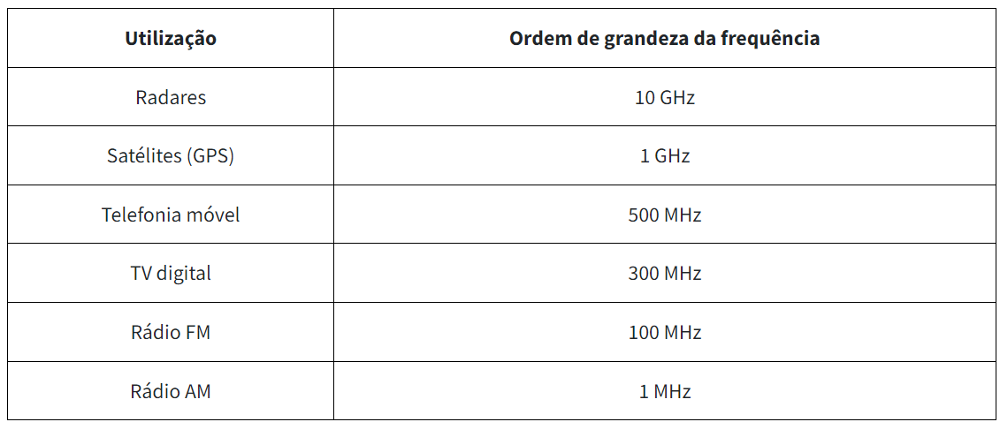 Utilização Ordem de grandeza da frequência
Radares 10 GHz
Satélites (GPS) 1 GHz
Telefonia móvel 500 MHz
TV digital 300 MHz
Rádio FM 100 MHz
Rádio AM 1 MHz